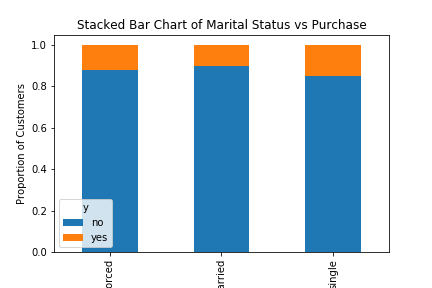 Stacked Bar Chart of Marital Status vs Purchase
Proportion of Customers
1.0
0.8
0.6
0.4
0.2
0.0
y
no
yes
orced
arried
single